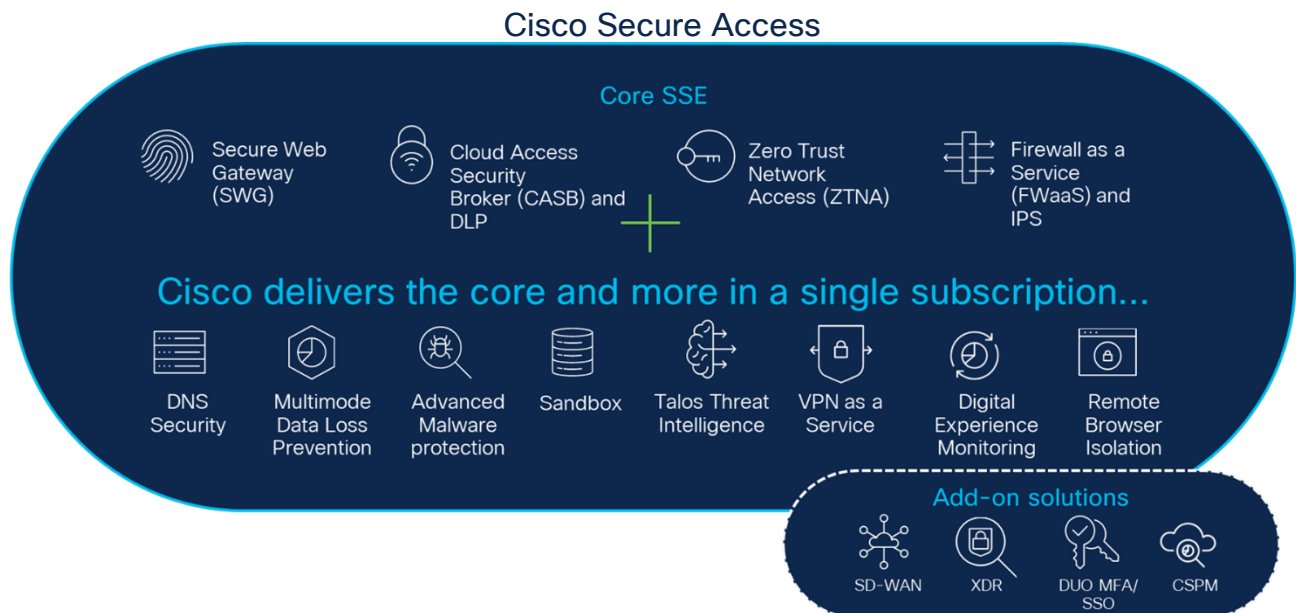 Cisco Secure Access
Core SSE
Secure Web
Gateway
(SWG)
Cloud Access
Security
Broker (CASB) and
DLP
Zero Trust
Network
Access (ZTNA)
Firewall as a
Service
(FWaaS) and
IPS
Cisco delivers the core and more in a single subscription...
DNS
Security
Multimode
Data Loss
Prevention
Advanced
Malware
protection
Sandbox
Talos Threat
Intelligence
VPN as a
Service
Digital
Experience
Monitoring
Remote
Browser
Isolation
Add-on solutions
SD-WAN
XDR
DUO MFA/
SSO
CSPM